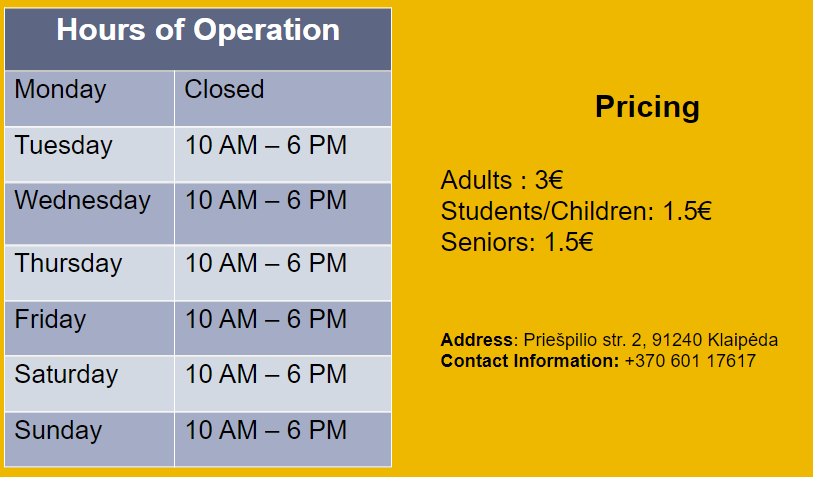 Hours of Operation
Monday Closed
Tuesday 10 AM – 6 PM
Wednesday 10 AM – 6 PM
Thursday 10 AM – 6 PM
Friday 10 AM – 6 PM
Saturday 10 AM – 6 PM
Sunday 10 AM – 6 PM
Pricing
Adults : 3€
Students/Children: 1.5€
Seniors: 1.5€
Address: Priešpilio str. 2, 91240 Klaipėda
Contact Information: +370 601 17617